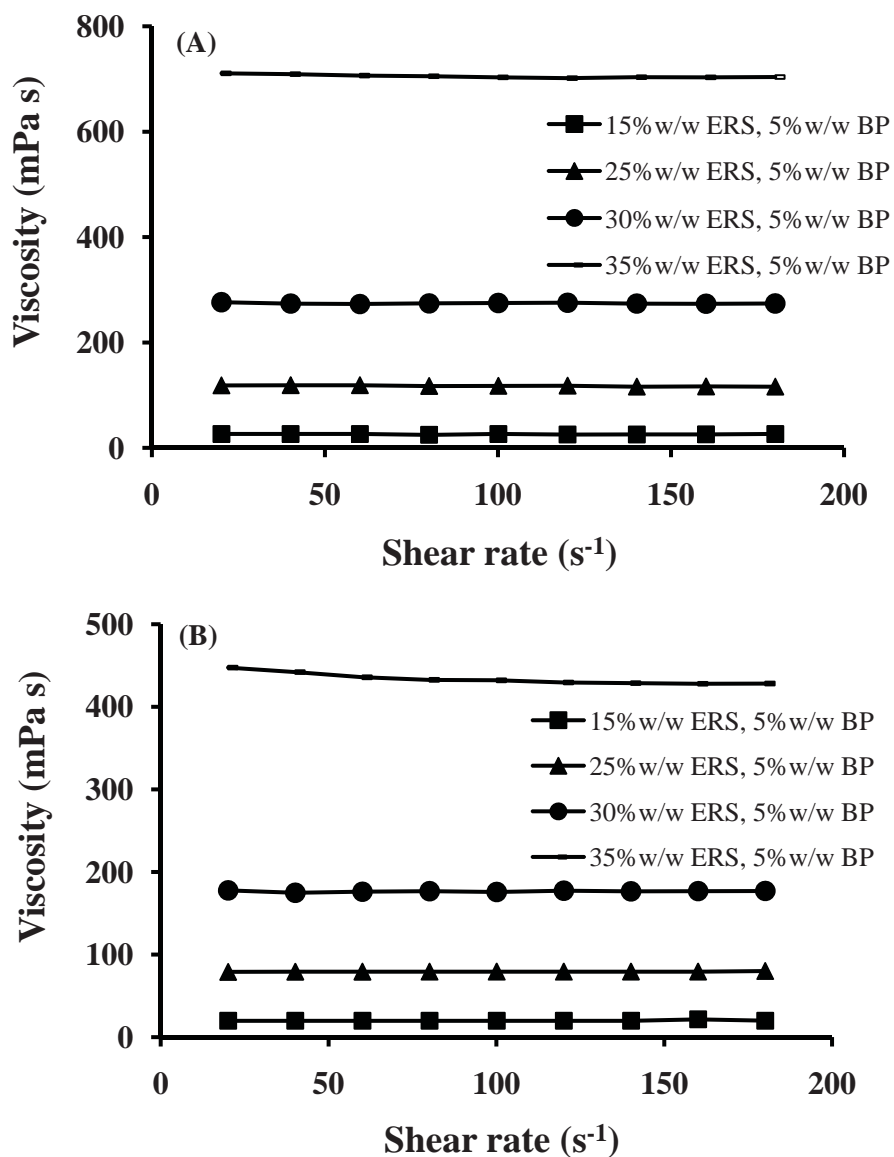 (A)
800
600
400
200
0
Viscosity (mPa s)
15%w/w ERS, 5%w/w BP
25%w/w ERS, 5%w/w BP
30%w/w ERS, 5%w/w BP
35%w/w ERS, 5%w/w BP
0 50 100 150 200
Shear rate (s-1)
(B)
500
400
300
200
100
0
Viscosity (mPa s)
15%w/w ERS, 5%w/w BP
25%w/w ERS, 5%w/w BP
30%w/w ERS, 5%w/w BP
35%w/w ERS, 5%w/w BP
0 50 100 150 200
Shear rate (s-1)